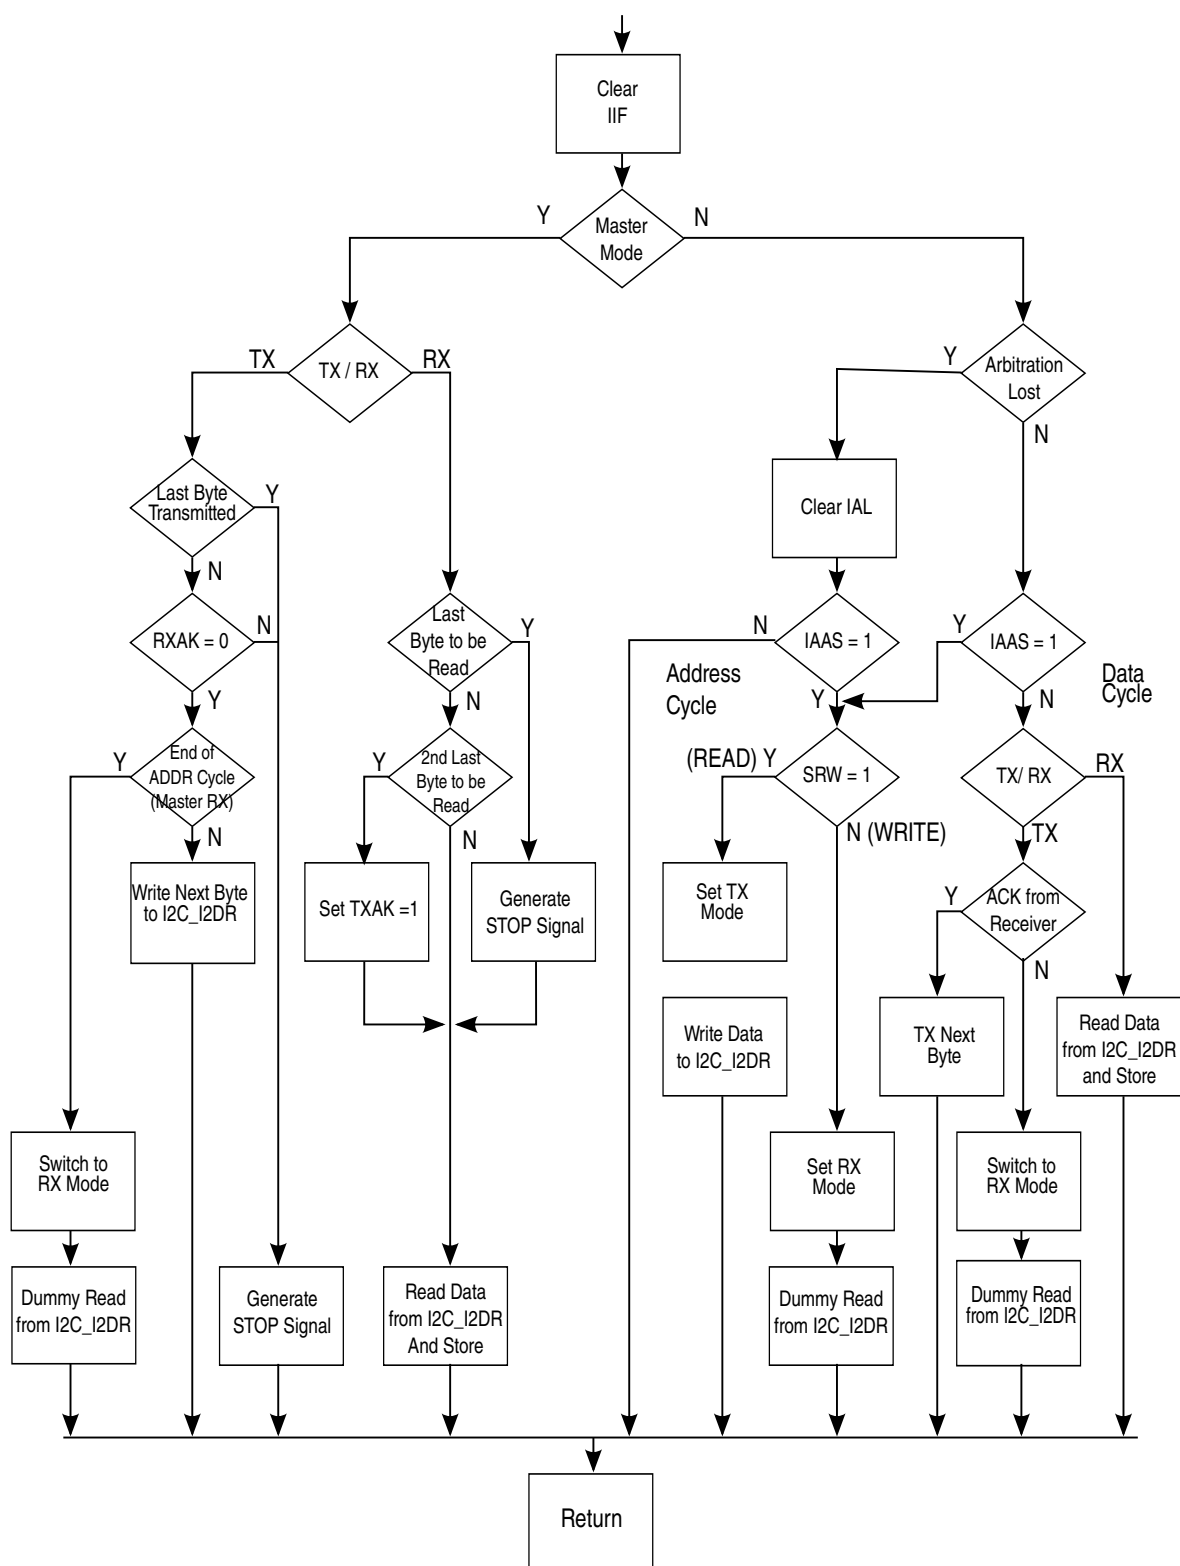 Clear
IIF
Y
N
Master
Mode
TX
TX / RX
RX
Y
Arbitration
Lost
N
Last Byte
Transmitted
Y
N
Clear IAL
RXAK = 0
N
Y
Last
Byte to be
Read
Y
N
N
IAAS = 1
Y
Y
IAAS = 1
N
Address
Cycle
Data
Cycle
Y
End of
ADDR Cycle
(Master RX)
N
Y
2nd Last
Byte to be
Read
N
(READ) Y
SRW = 1
N (WRITE)
TX/ RX
RX
TX
Write Next Byte
to I2C_I2DR
Set TXAK =1
Generate
STOP Signal
Set TX
Mode
Y
ACK from
Receiver
N
Write Data
to I2C_I2DR
TX Next
Byte
Read Data
from I2C_I2DR
and Store
Switch to
RX Mode
Set RX
Mode
Switch to
RX Mode
Dummy Read
from I2C_I2DR
Generate
STOP Signal
Read Data
from I2C_I2DR
And Store
Dummy Read
from I2C_I2DR
Dummy Read
from I2C_I2DR
Return